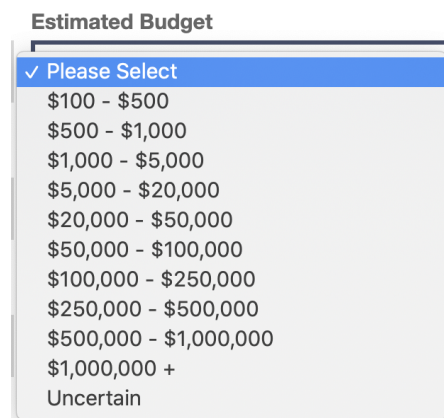 Estimated Budget
✓ Please Select
$100 - $500
$500 - $1,000
$1,000 - $5,000
$5,000 - $20,000
$20,000 - $50,000
$50,000 - $100,000
$100,000 - $250,000
$250,000 - $500,000
$500,000 - $1,000,000
$1,000,000 +
Uncertain